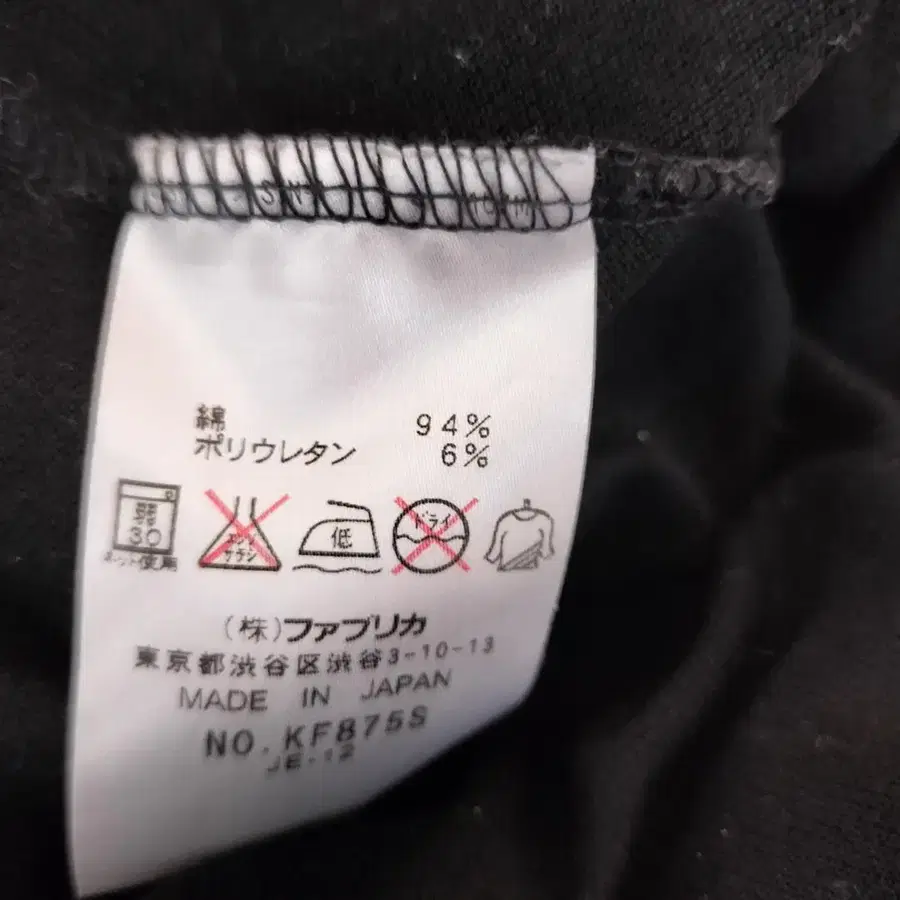 綿 94%
ポリウレタン 6%
30
ネット使用
エンソ
サラシ
低
ドライ
(株)ファブリカ
東京都渋谷区渋谷3-10-13
MADE IN JAPAN
NO.KF875S
JE-12